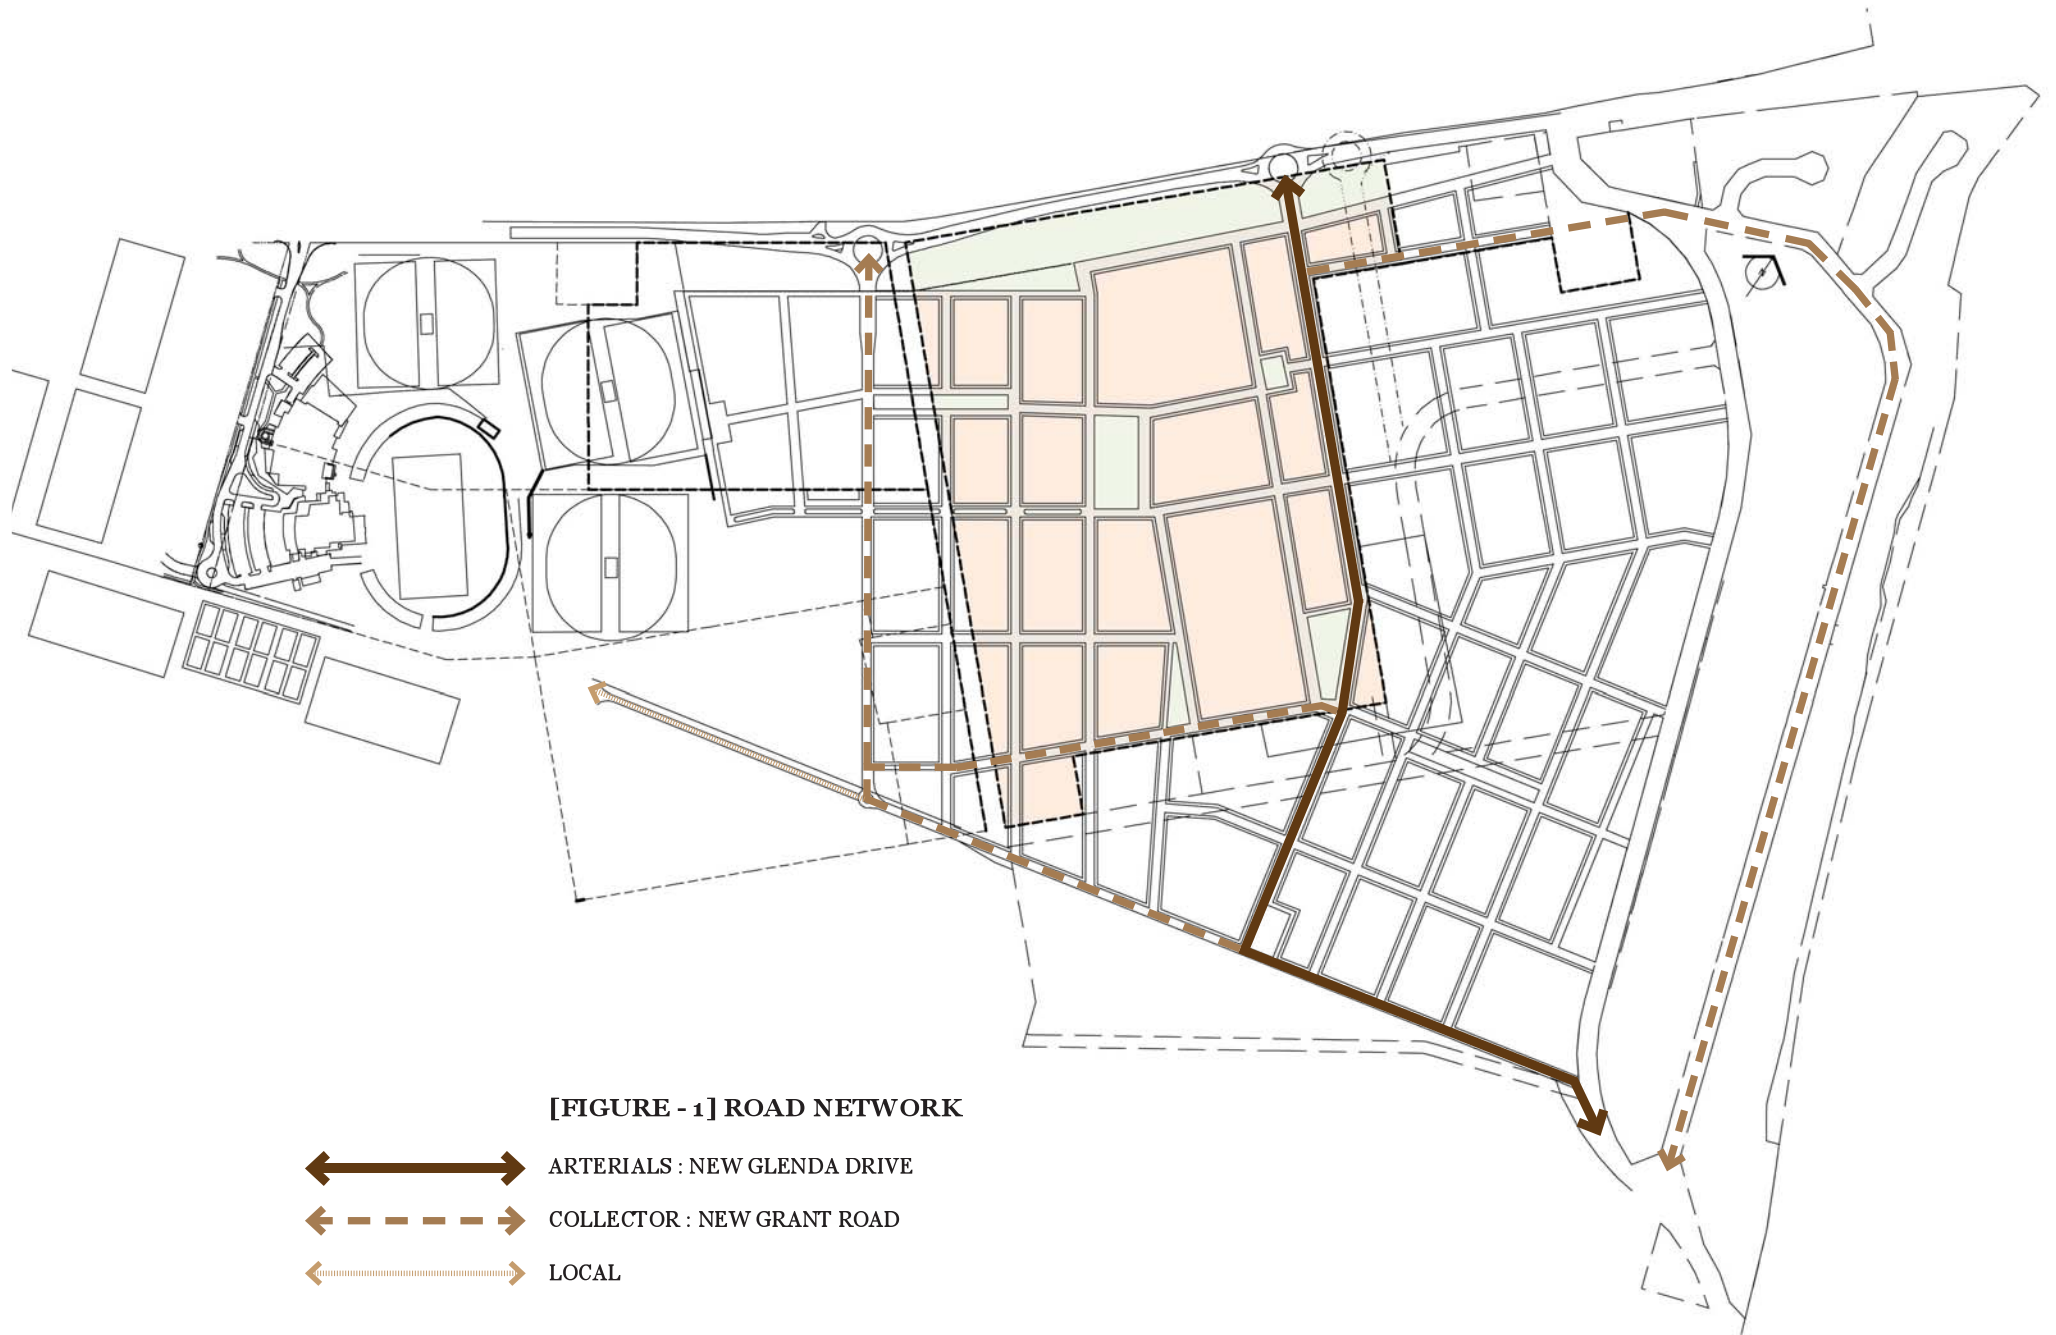 [FIGURE - 1] ROAD NETWORK
ARTERIALS : NEW GLENDA DRIVE
COLLECTOR : NEW GRANT ROAD
LOCAL